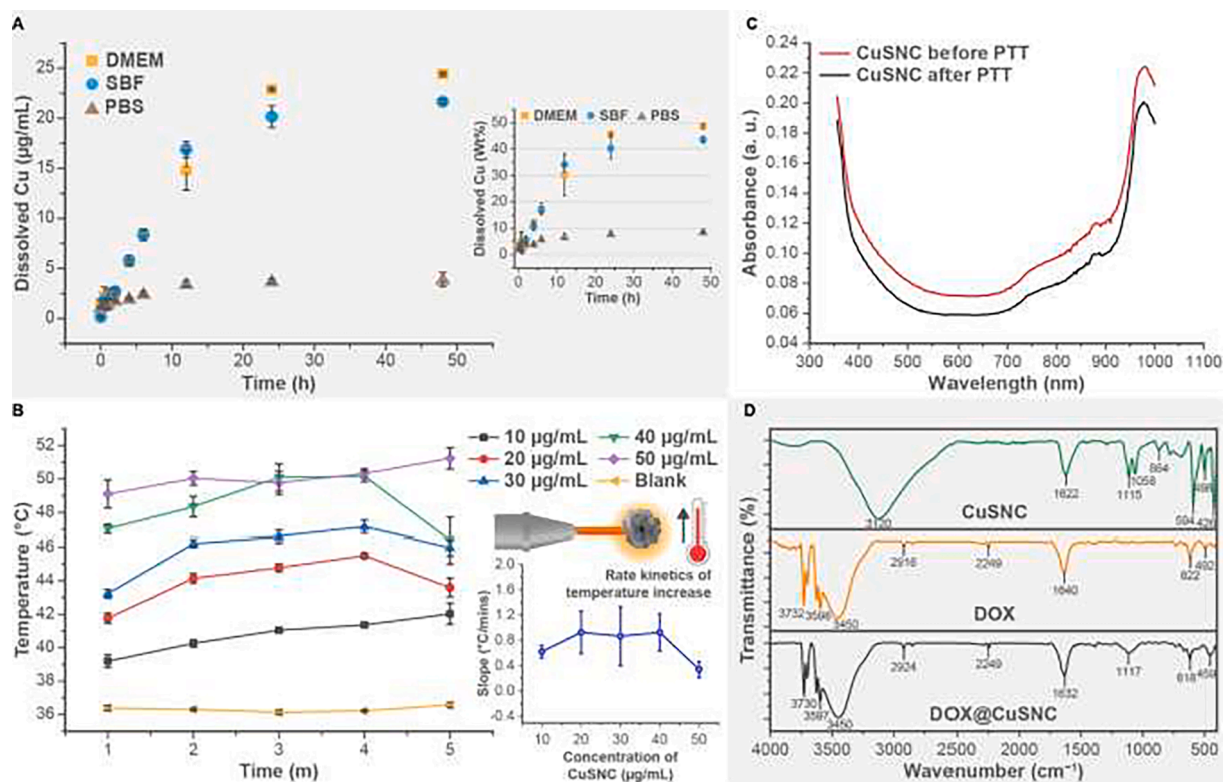 A
DMEM
SBF
PBS
Dissolved Cu (µg/mL)
25
20
15
10
5
0
0 10 20 30 40 50
Time (h)
DMEM SBF PBS
Dissolved Cu (Wt%)
50
40
30
20
10
0
0 10 20 30 40 50
Time (h)
C
CuSNC before PTT
CuSNC after PTT
Absorbance (a. u.)
0.24
0.22
0.20
0.18
0.16
0.14
0.12
0.10
0.08
0.06
0.04
300 400 500 600 700 800 900 1000 1100
Wavelength (nm)
B
10 µg/mL 40 µg/mL
20 µg/mL 50 µg/mL
30 µg/mL Blank
Temperature (°C)
52
50
48
46
44
42
40
38
36
1 2 3 4 5
Time (m)
Rate kinetics of
temperature increase
Slope (°C/mins)
2.0
1.6
1.2
0.8
0.4
0.0
-0.4
10 20 30 40 50
Concentration of
CuSNC (µg/mL)
D
Transmittance (%)
864
1058
1115
1622
3120
594
CuSNC
2916
2249
1640
622
492
3732
3598
3450
DOX
2924
2249
1632
1117
618
3730
3597
3450
DOX@CuSNC
4000 3500 3000 2500 2000 1500 1000 500
Wavenumber (cm⁻¹)